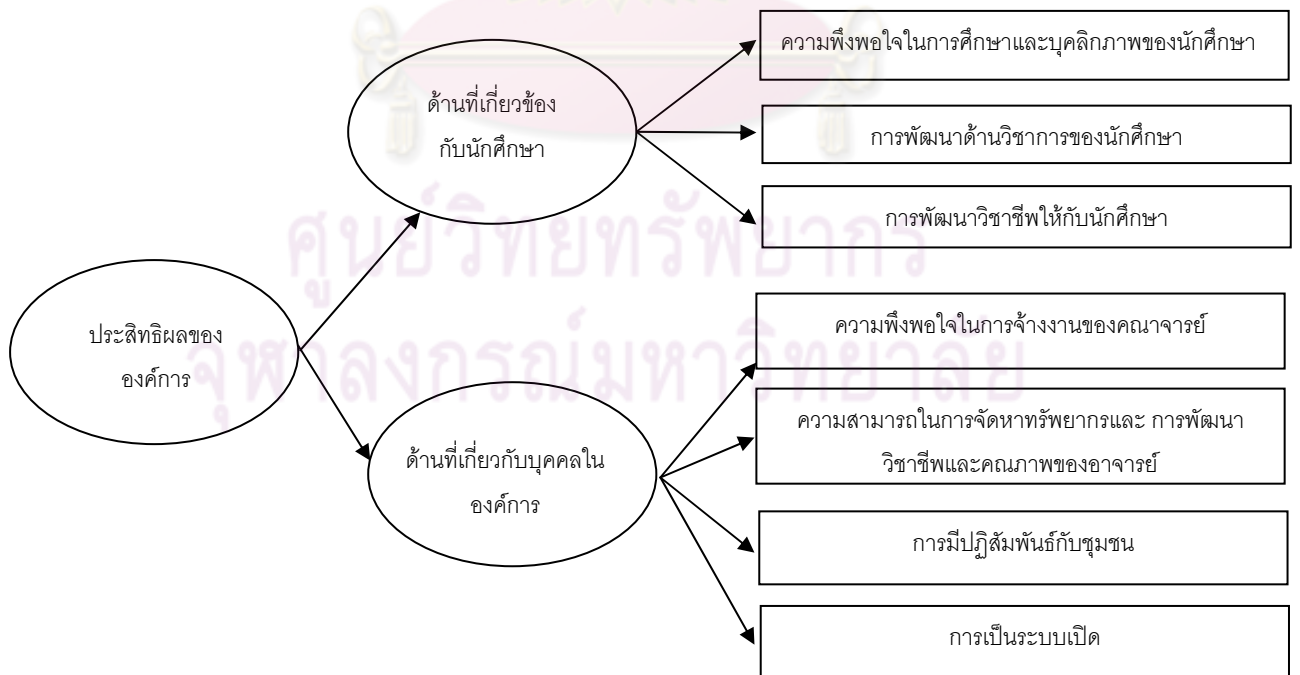 ความพึงพอใจในการศึกษาและบุคลิกภาพของนักศึกษา
ด้านที่เกี่ยวข้อง
กับนักศึกษา
การพัฒนาด้านวิชาการของนักศึกษา
การพัฒนาวิชาชีพให้กับนักศึกษา
ศูนย์วิทยทรัพยากร
ประสิทธิผลของ
องค์การ
ความพึงพอใจในการจ้างงานของคณาจารย์
จุฬาลงกรณ์มหาวิทยาลัย
ความสามารถในการจัดหาทรัพยากรและ การพัฒนา
วิชาชีพและคณภาพของอาจารย์
ด้านที่เกี่ยวกับบุคคลใน
องค์การ
การมีปฏิสัมพันธ์กับชุมชน
การเป็นระบบเปิด